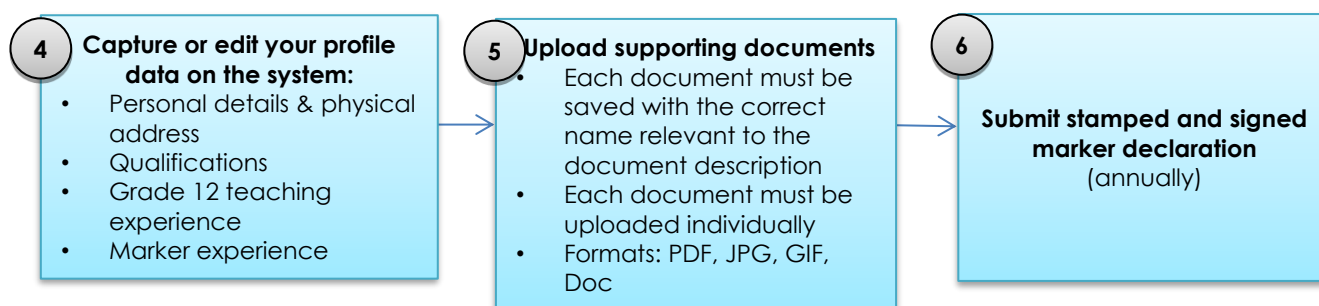 4
Capture or edit your profile
data on the system:
• Personal details & physical
address
• Qualifications
• Grade 12 teaching
experience
• Marker experience
5
Upload supporting documents
• Each document must be
saved with the correct
name relevant to the
document description
• Each document must be
uploaded individually
• Formats: PDF, JPG, GIF,
Doc
6
Submit stamped and signed
marker declaration
(annually)